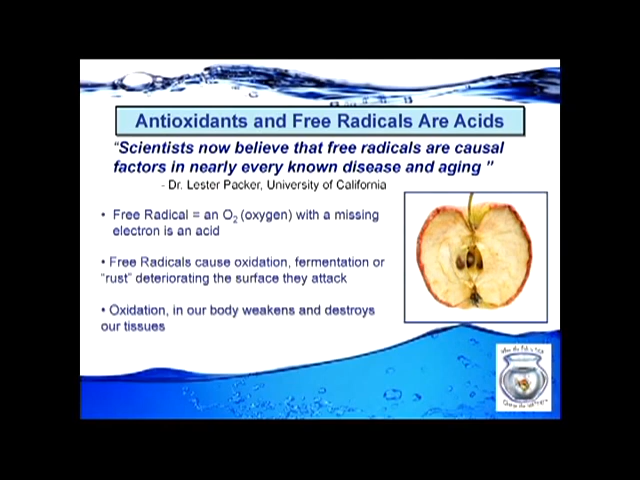 Antioxidants and Free Radicals Are Acids
"Scientists now believe that free radicals are causal
factors in nearly every known disease and aging "
- Dr. Lester Packer, University of California
• Free Radical = an O₂ (oxygen) with a missing
electron is an acid
• Free Radicals cause oxidation, fermentation or
"rust" deteriorating the surface they attack
• Oxidation, in our body weakens and destroys
our tissues